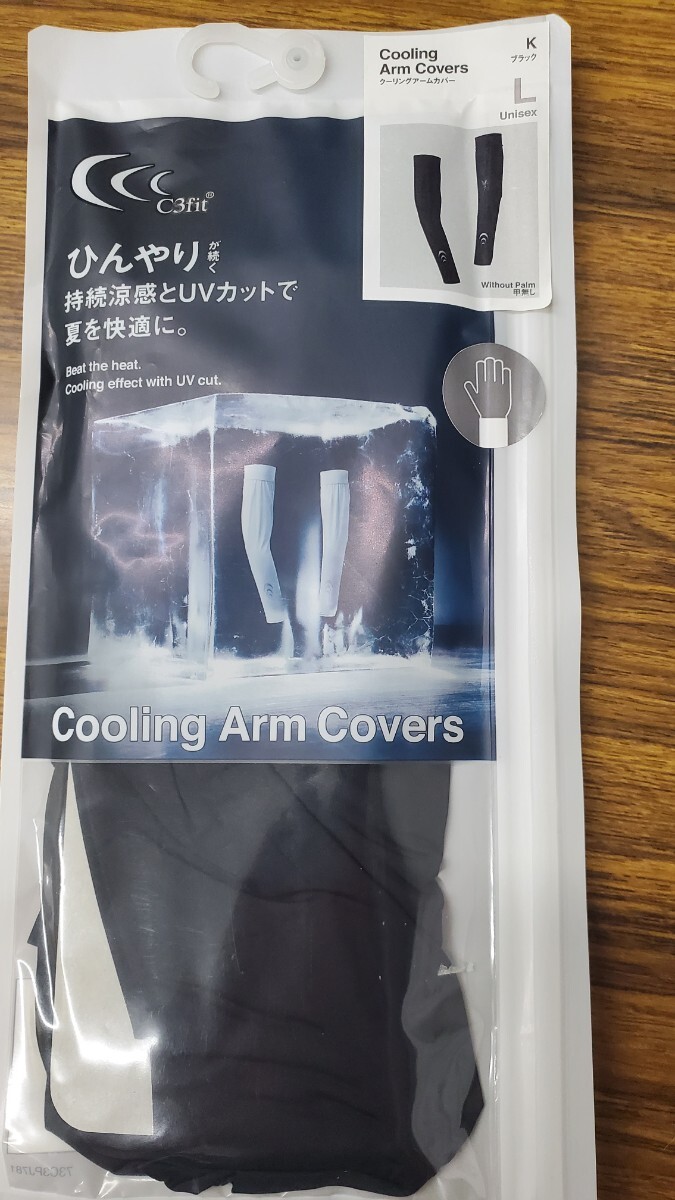 Cooling
Arm Covers
クーリングアームカバー
K
ブラック
L
Unisex
Without Palm
甲無し
C3fit®
ひんやりが続く
持続涼感とUVカットで
夏を快適に。
Beat the heat.
Cooling effect with UV cut.
Cooling Arm Covers